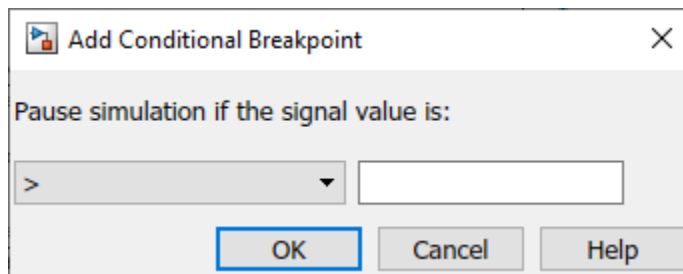 Add Conditional Breakpoint
Pause simulation if the signal value is:
>
OK Cancel Help